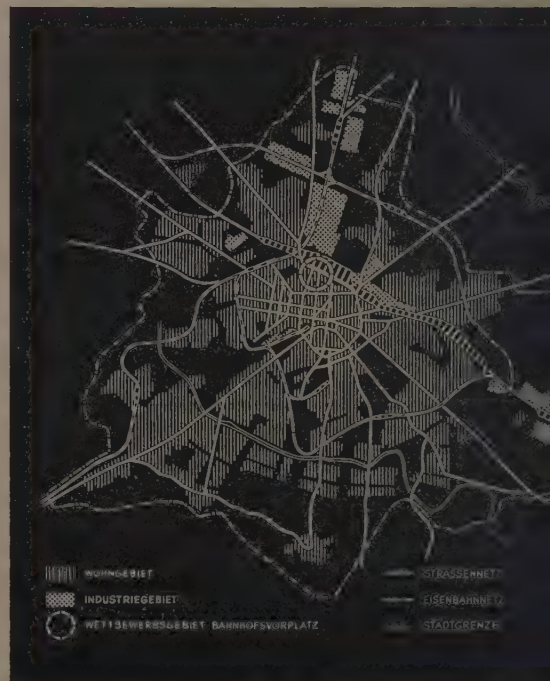 WOHNGEBIET
INDUSTRIEGEBIET
WETTBEWERBSGEBIET BAHNHOFSVORPLATZ
STRASSENNETZ
EISENBAHNNETZ
STADTGRENZE